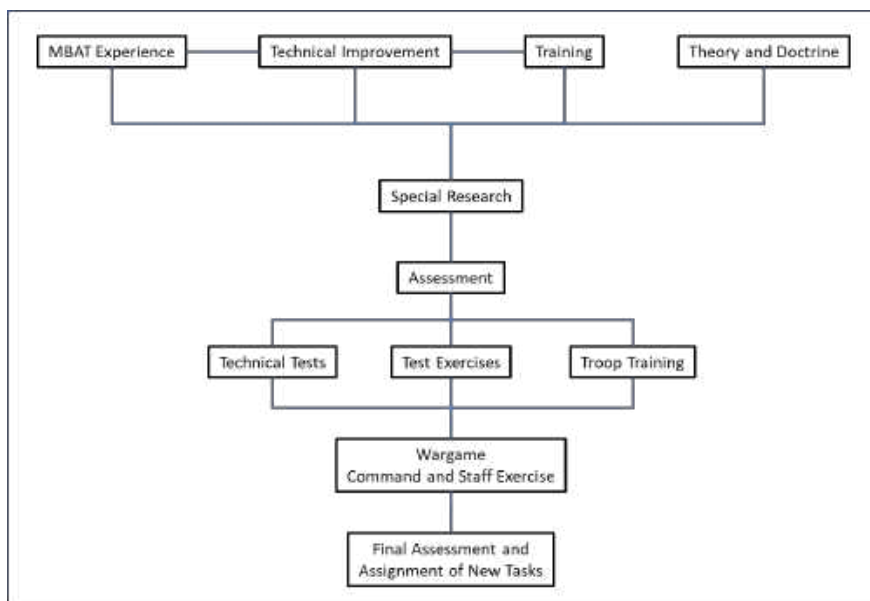 MBAT Experience
Technical Improvement
Training
Theory and Doctrine
Special Research
Assessment
Technical Tests
Test Exercises
Troop Training
Wargame
Command and Staff Exercise
Final Assessment and
Assignment of New Tasks